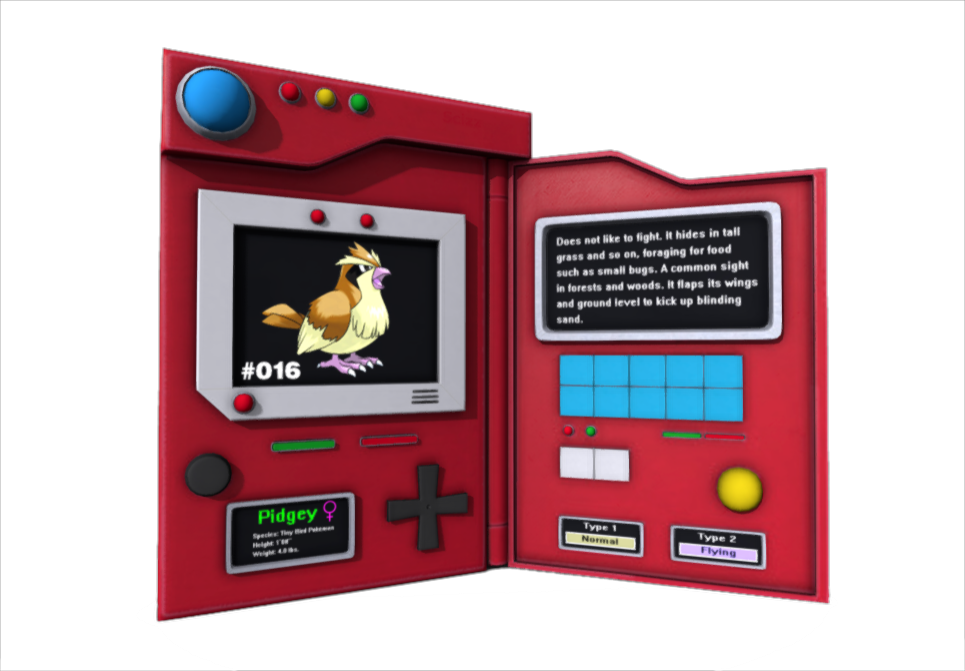 #016
Pidgey ♀
Species: Tiny Bird Pokemon
Height: 1'00"
Weight: 4.0 lbs.
Does not like to fight. It hides in tall
grass and so on, foraging for food
such as small bugs. A common sight
in forests and woods. It flaps its wings
and ground level to kick up blinding
sand.
Type 1
Normal
Type 2
Flying